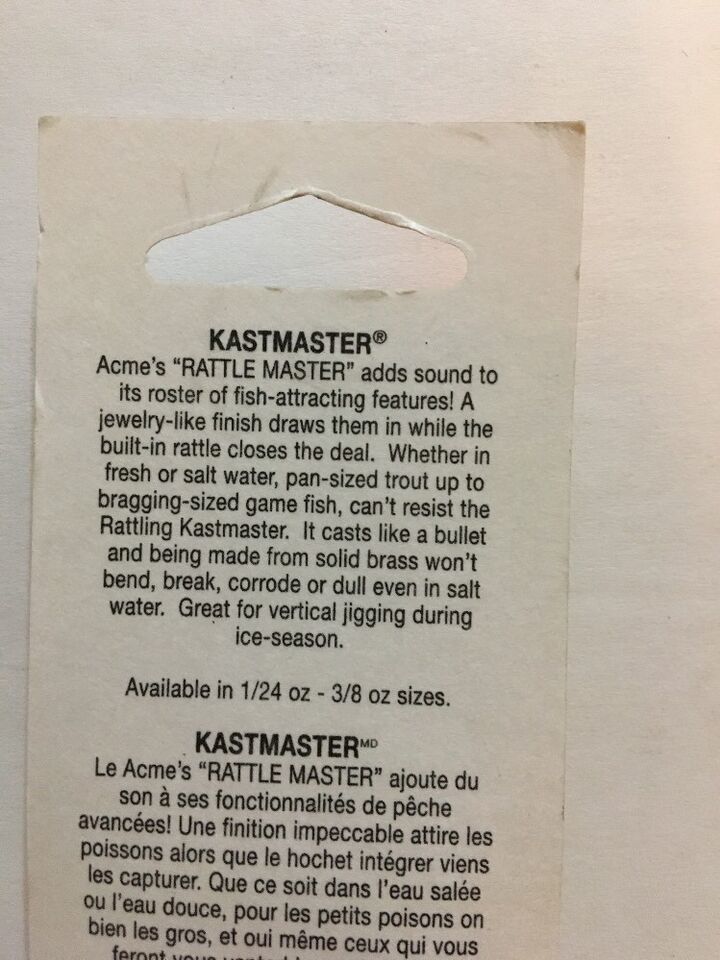 KASTMASTER®
Acme's “RATTLE MASTER” adds sound to
its roster of fish-attracting features! A
jewelry-like finish draws them in while the
built-in rattle closes the deal. Whether in
fresh or salt water, pan-sized trout up to
bragging-sized game fish, can't resist the
Rattling Kastmaster. It casts like a bullet
and being made from solid brass won't
bend, break, corrode or dull even in salt
water. Great for vertical jigging during
ice-season.
Available in 1/24 oz - 3/8 oz sizes.
KASTMASTER MD
Le Acme's “RATTLE MASTER” ajoute du
son à ses fonctionnalités de pêche
avancées! Une finition impeccable attire les
poissons alors que le hochet intégrer viens
les capturer. Que ce soit dans l'eau salée
ou l'eau douce, pour les petits poisons on
bien les gros, et oui même ceux qui vous
feront vous